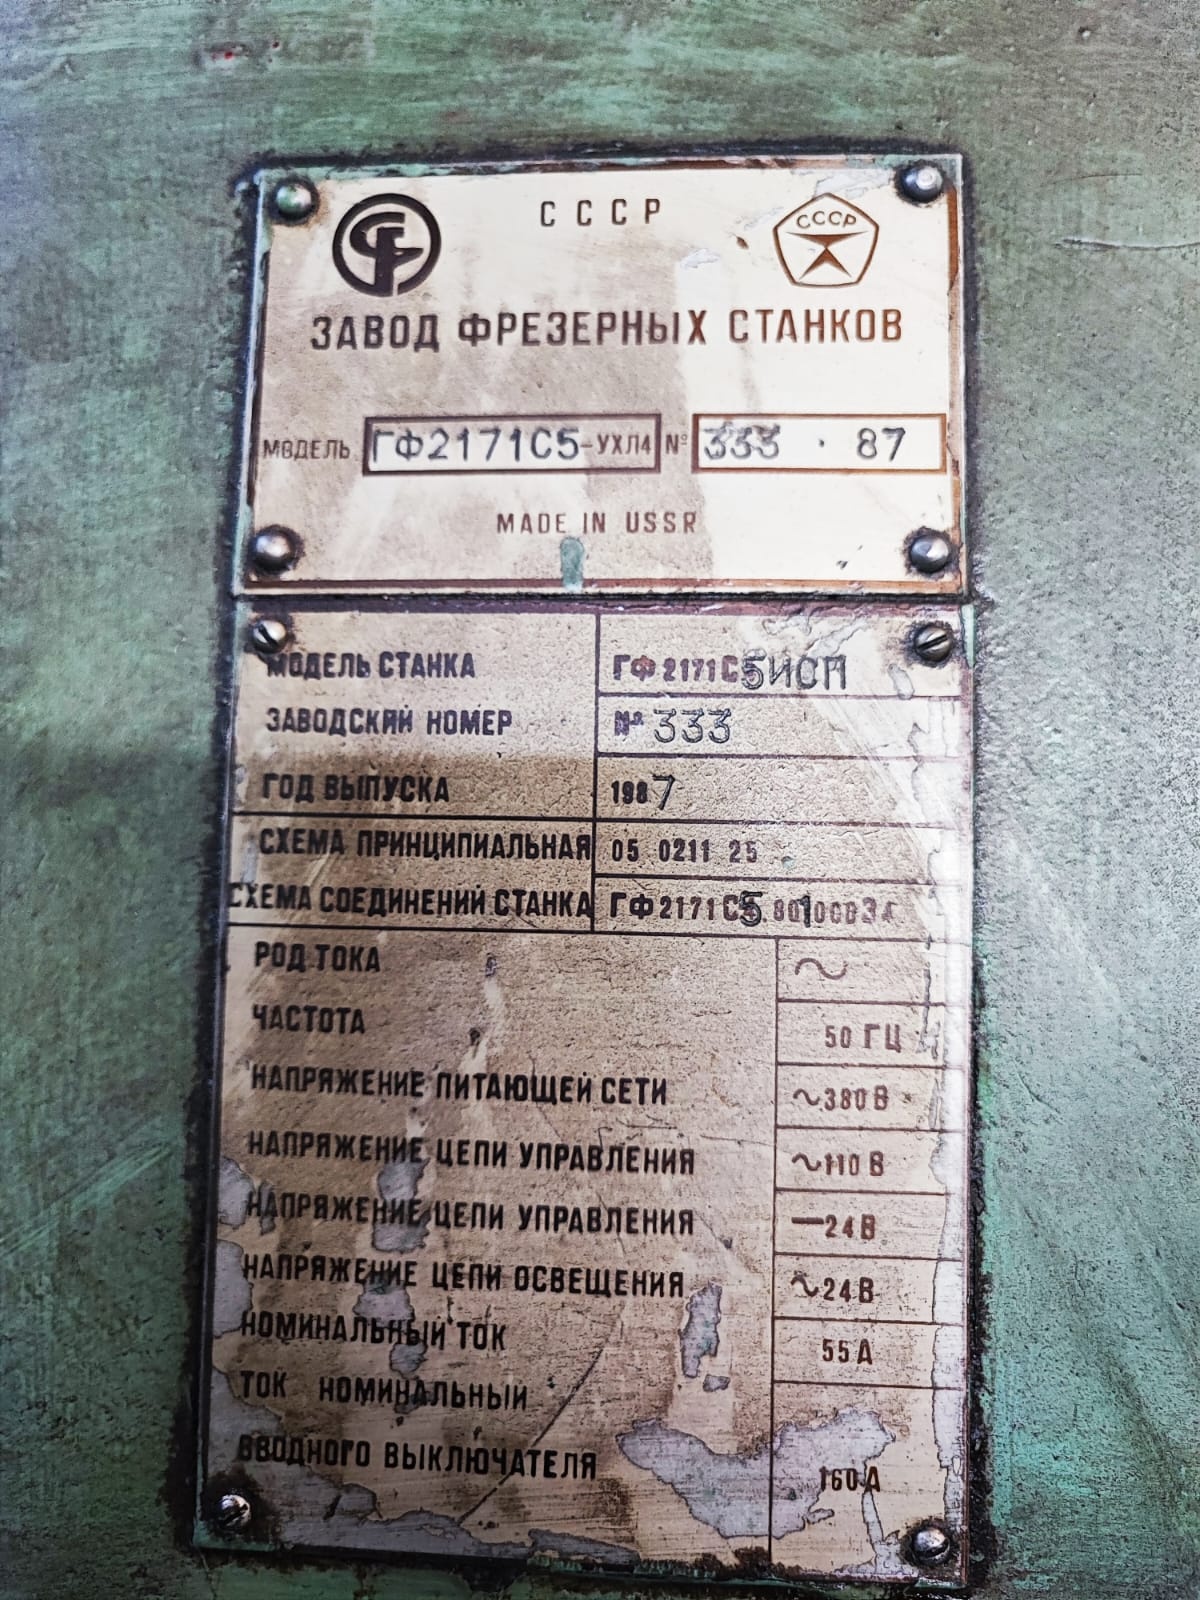 СССР
СССР
ЗАВОД ФРЕЗЕРНЫХ СТАНКОВ
МОДЕЛЬ ГФ2171С5-УХЛ4 № 333 · 87
MADE IN USSR
МОДЕЛЬ СТАНКА ГФ2171С5ИСП
ЗАВОДСКИЙ НОМЕР № 333
ГОД ВЫПУСКА 1987
СХЕМА ПРИНЦИПИАЛЬНАЯ 05 0211 25
СХЕМА СОЕДИНЕНИЙ СТАНКА
РОД ТОКА ~
ЧАСТОТА 50 ГЦ
НАПРЯЖЕНИЕ ПИТАЮЩЕЙ СЕТИ ~380 В
НАПРЯЖЕНИЕ ЦЕПИ УПРАВЛЕНИЯ ~110 В
НАПРЯЖЕНИЕ ЦЕПИ УПРАВЛЕНИЯ —24 В
НАПРЯЖЕНИЕ ЦЕПИ ОСВЕЩЕНИЯ ~24 В
НОМИНАЛЬНЫЙ ТОК 55 А
ТОК НОМИНАЛЬНЫЙ
ВВОДНОГО ВЫКЛЮЧАТЕЛЯ 160 А